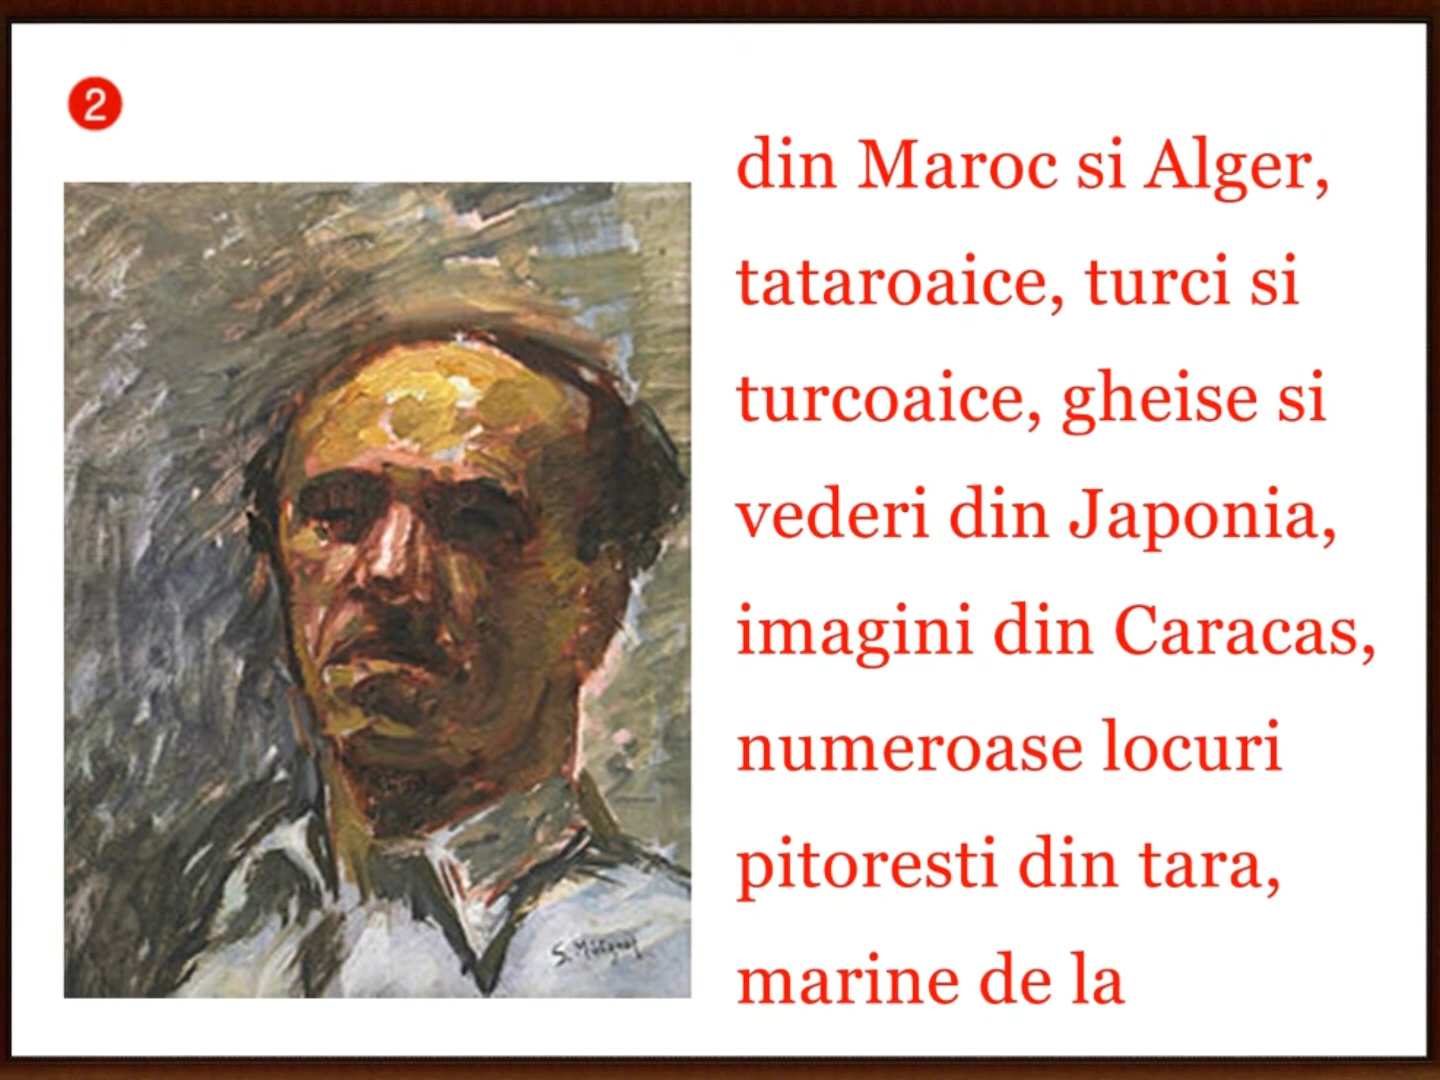 2
din Maroc si Alger,
tataroaice, turci si
turcoaice, gheise si
vederi din Japonia,
imagini din Caracas,
numeroase locuri
pitoresti din tara,
marine de la
S. Mützner